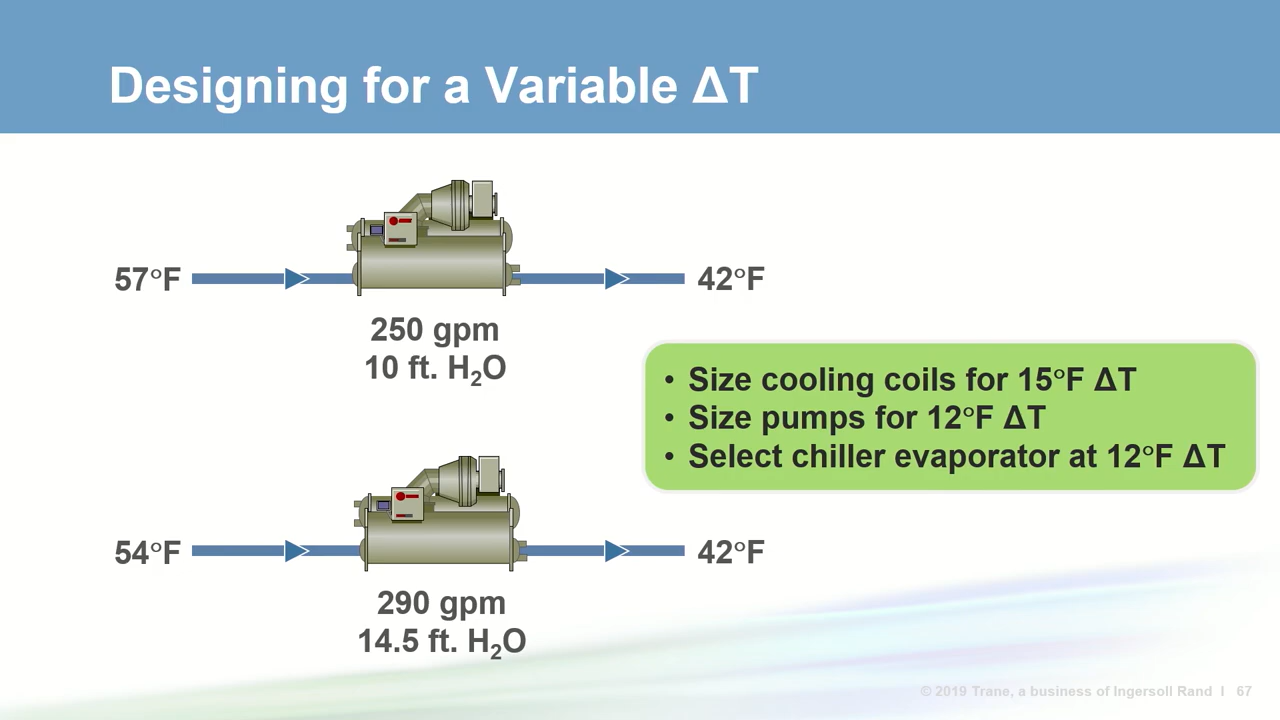 Designing for a Variable ΔT
57°F
42°F
250 gpm
10 ft. H₂O
• Size cooling coils for 15°F ΔT
• Size pumps for 12°F ΔT
• Select chiller evaporator at 12°F ΔT
54°F
42°F
290 gpm
14.5 ft. H₂O
© 2019 Trane, a business of Ingersoll Rand I 67